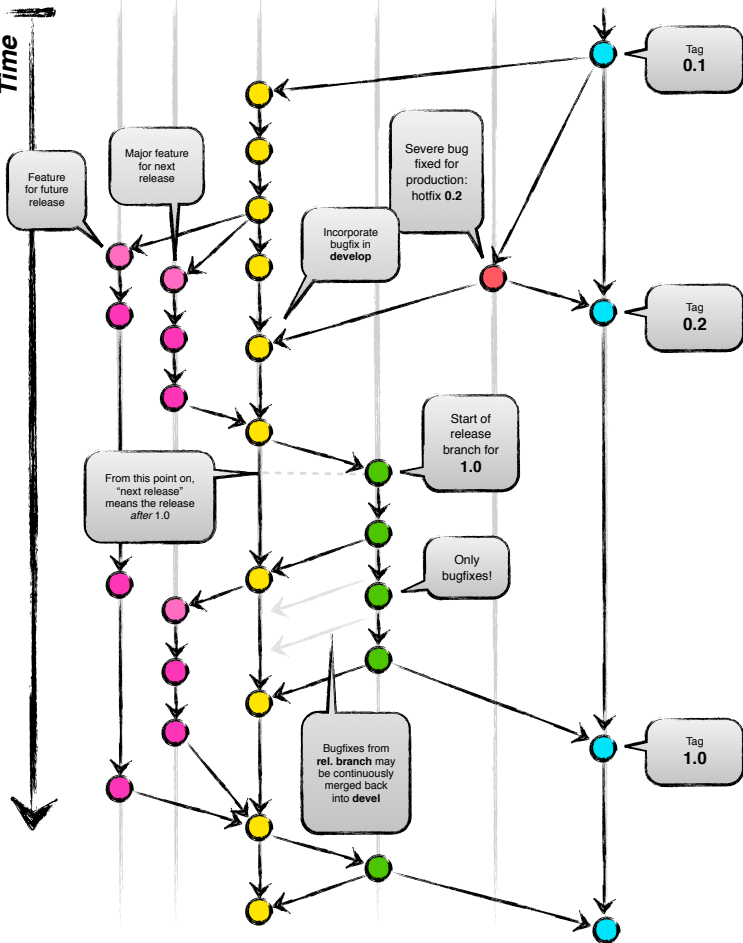 Time
Tag
0.1
Severe bug
fixed for
production:
hotfix 0.2
Major feature
for next
release
Feature
for future
release
Incorporate
bugfix in
develop
Tag
0.2
Start of
release
branch for
1.0
From this point on,
“next release”
means the release
after 1.0
Only
bugfixes!
Bugfixes from
rel. branch may
be continuously
merged back
into devel
Tag
1.0